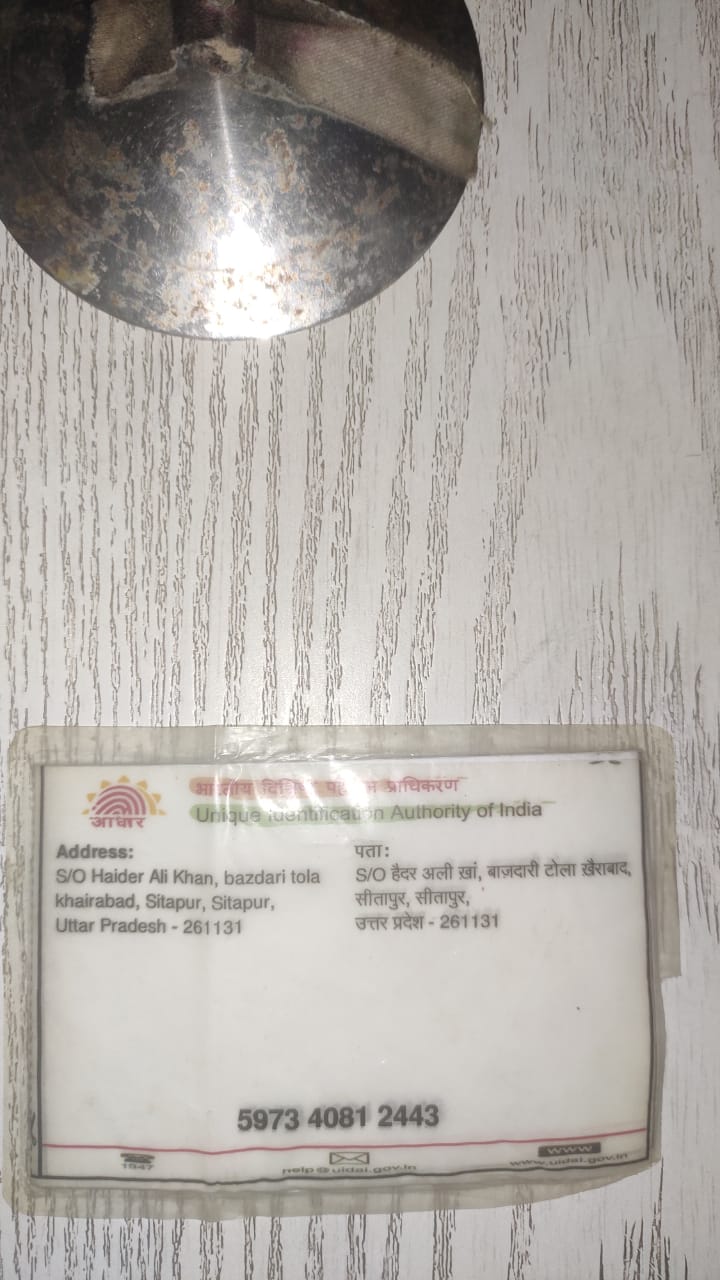 आधार
भारतीय विशिष्ट पहचान प्राधिकरण
Unique Identification Authority of India
Address:
S/O Haider Ali Khan, bazdari tola
khairabad, Sitapur, Sitapur,
Uttar Pradesh - 261131
पता:
S/O हैदर अली ख़ां, बाज़दारी टोला ख़ैराबाद,
सीतापुर, सीतापुर,
उत्तर प्रदेश - 261131
5973 4081 2443
1947
help@uidai.gov.in
www
www.uidai.gov.in